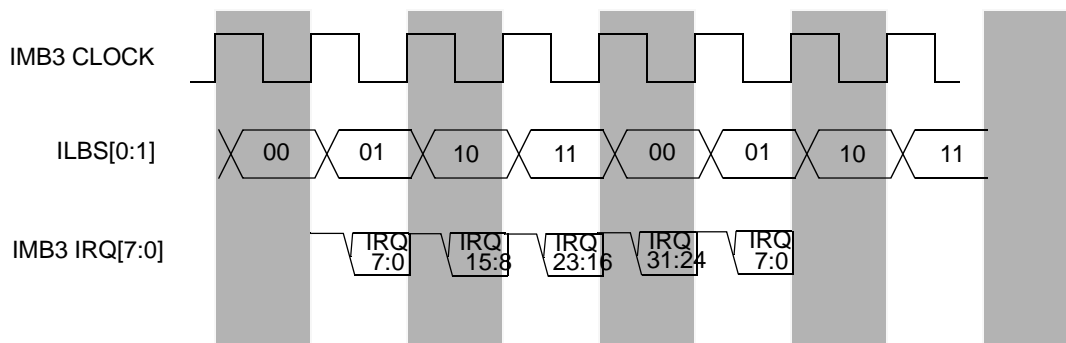 IMB3 CLOCK
ILBS[0:1]
00
01
10
11
00
01
10
11
IMB3 IRQ[7:0]
IRQ
7:0
IRQ
15:8
IRQ
23:16
IRQ
31:24
IRQ
7:0